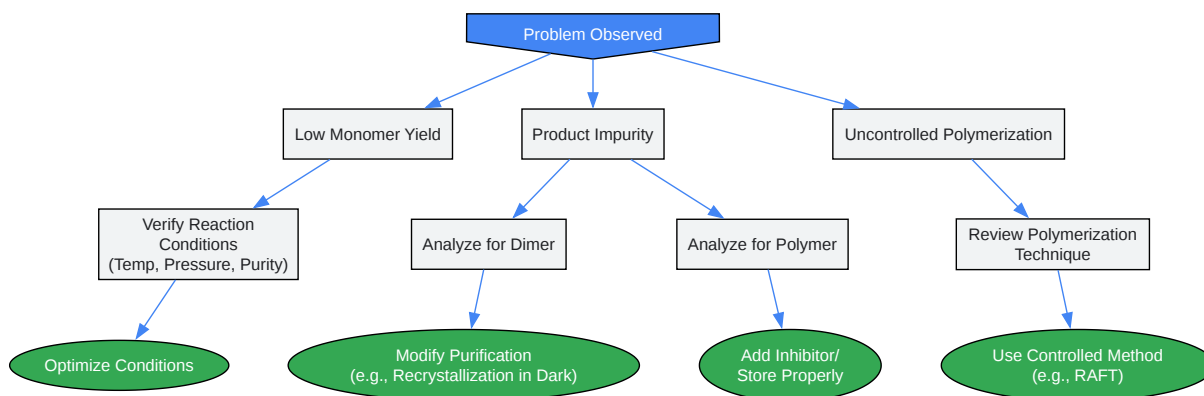 Problem Observed
Low Monomer Yield
Product Impurity
Uncontrolled Polymerization
Verify Reaction
Conditions
(Temp, Pressure, Purity)
Analyze for Dimer
Analyze for Polymer
Review Polymerization
Technique
Optimize Conditions
Modify Purification
(e.g., Recrystallization in Dark)
Add Inhibitor/
Store Properly
Use Controlled Method
(e.g., RAFT)